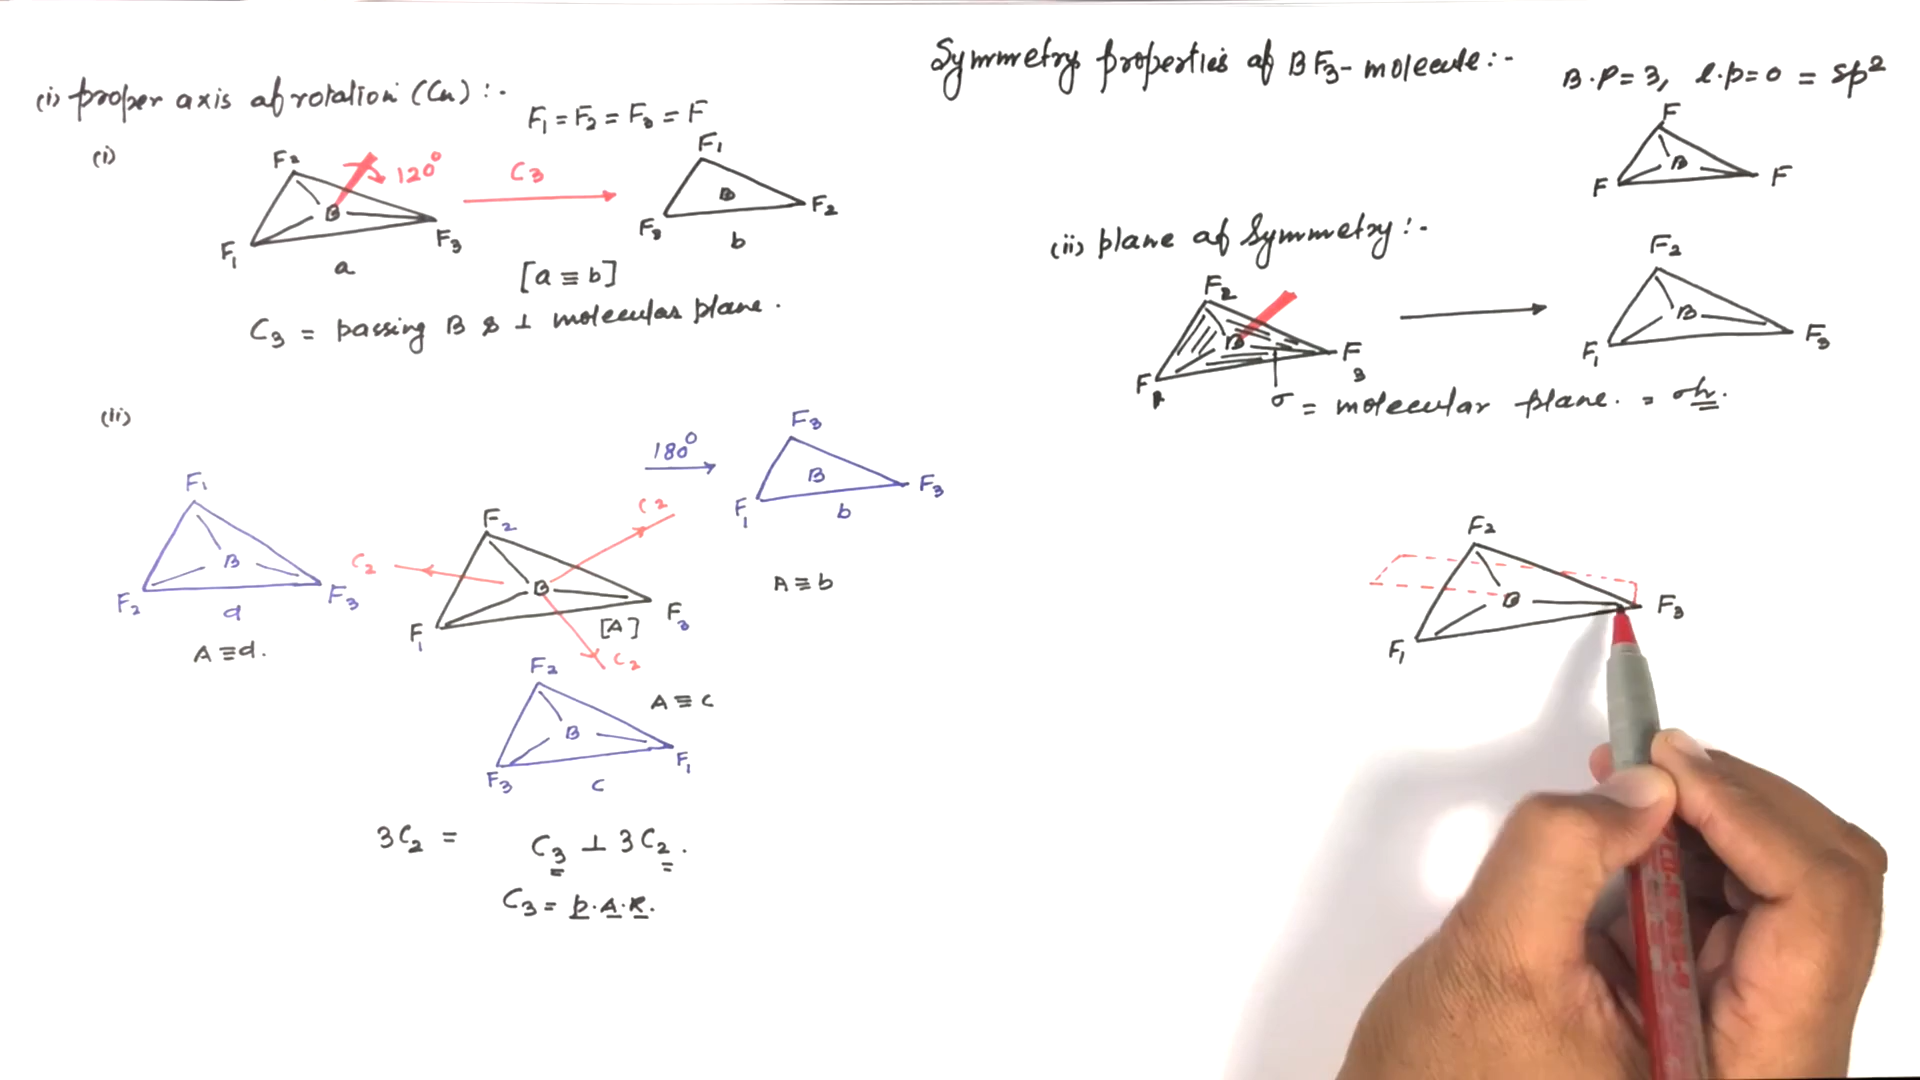 Symmetry properties of BF3- molecule:-
B.P=3, l.p=0 = sp²
F
B
F
F
(i) proper axis of rotation (Cn):-
F1 = F2 = F3 = F
(i)
F2
120°
B
F1
F3
a
C3
F1
B
F3
F2
b
[a ≡ b]
C3 = passing B & ⊥ molecular plane.
(ii)
F1
B
F2
F3
d
A ≡ d.
C2
F2
B
F1
F3
[A]
C2
C2
180°
F3
B
F1
F3
b
A ≡ b
F2
B
F3
F1
c
A ≡ c
3C2 =
C3 ⊥ 3C2.
C3 = p.A.R.
(ii) plane of Symmetry:-
F2
B
F1
F3
F2
B
F1
F3
σ = molecular plane. = σh.
F2
B
F1
F3